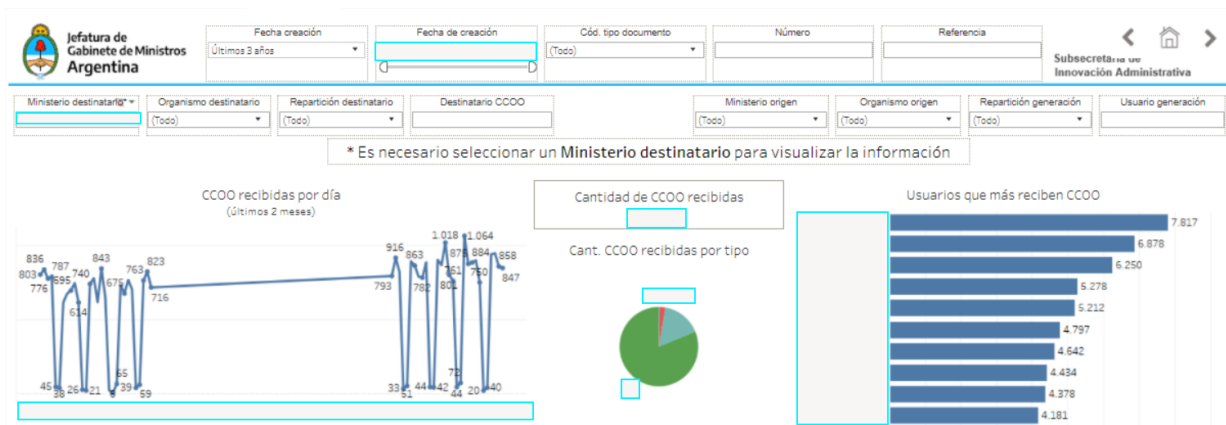 Jefatura de
Gabinete de Ministros
Argentina
Fecha creación
Últimos 3 años
Fecha de creación
Cód. tipo documento
(Todo)
Número
Referencia
Subsecretaria de
Innovación Administrativa
Ministerio destinatario*
Organismo destinatario
(Todo)
Repartición destinatario
(Todo)
Destinatario CCOO
Ministerio origen
(Todo)
Organismo origen
(Todo)
Repartición generación
(Todo)
Usuario generación
* Es necesario seleccionar un Ministerio destinatario para visualizar la información
CCOO recibidas por día
(últimos 2 meses)
836 787 843 823 916 863 1.018 1.064 884 858
803 776 695 740 675 763 716 793 782 875 761 801 750 847
614
45 38 26 21 65 39 59 33 51 44 42 72 44 20 40
Cantidad de CCOO recibidas
Cant. CCOO recibidas por tipo
Usuarios que más reciben CCOO
7.817
6.878
6.250
5.278
5.212
4.797
4.642
4.434
4.378
4.181